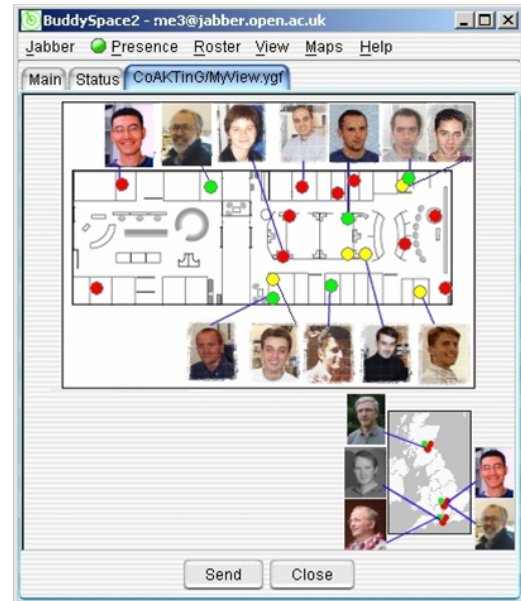 BuddySpace2 - me3@jabber.open.ac.uk
Jabber Presence Roster View Maps Help
Main Status CoAKTinG/MyView.ygf
Send Close